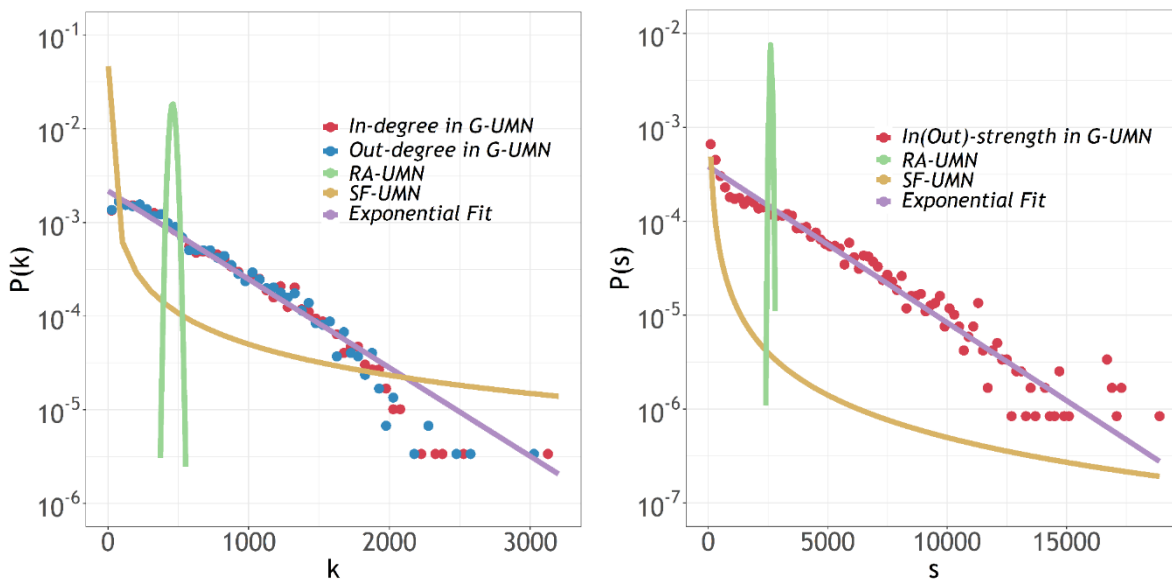 10-1
10-2
10-3
10-4
10-5
10-6
P(k)
In-degree in G-UMN
Out-degree in G-UMN
RA-UMN
SF-UMN
Exponential Fit
0
1000
2000
3000
k
10-2
10-3
10-4
10-5
10-6
10-7
P(s)
In(Out)-strength in G-UMN
RA-UMN
SF-UMN
Exponential Fit
0
5000
10000
15000
s